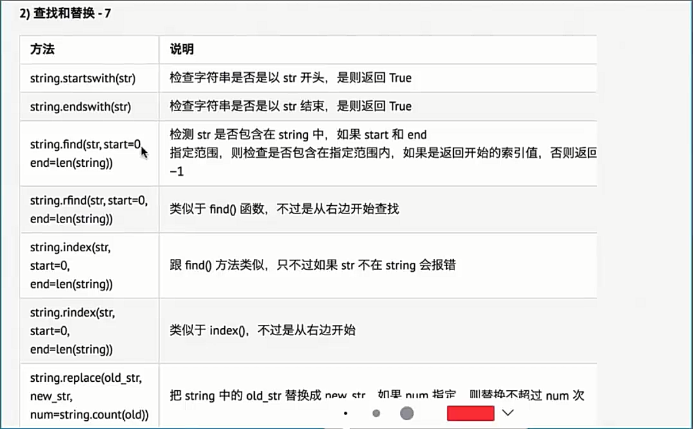 2) 查找和替换 - 7
方法 说明
string.startswith(str) 检查字符串是否是以 str 开头，是则返回 True
string.endswith(str) 检查字符串是否是以 str 结束，是则返回 True
string.find(str, start=0,
end=len(string))
检测 str 是否包含在 string 中，如果 start 和 end
指定范围，则检查是否包含在指定范围内，如果是返回开始的索引值，否则返回
−1
string.rfind(str, start=0,
end=len(string))
类似于 find() 函数，不过是从右边开始查找
string.index(str,
start=0,
end=len(string))
跟 find() 方法类似，只不过如果 str 不在 string 会报错
string.rindex(str,
start=0,
end=len(string))
类似于 index()，不过是从右边开始
string.replace(old_str,
new_str,
num=string.count(old))
把 string 中的 old_str 替换成 new_str，如果 num 指定，则替换不超过 num 次